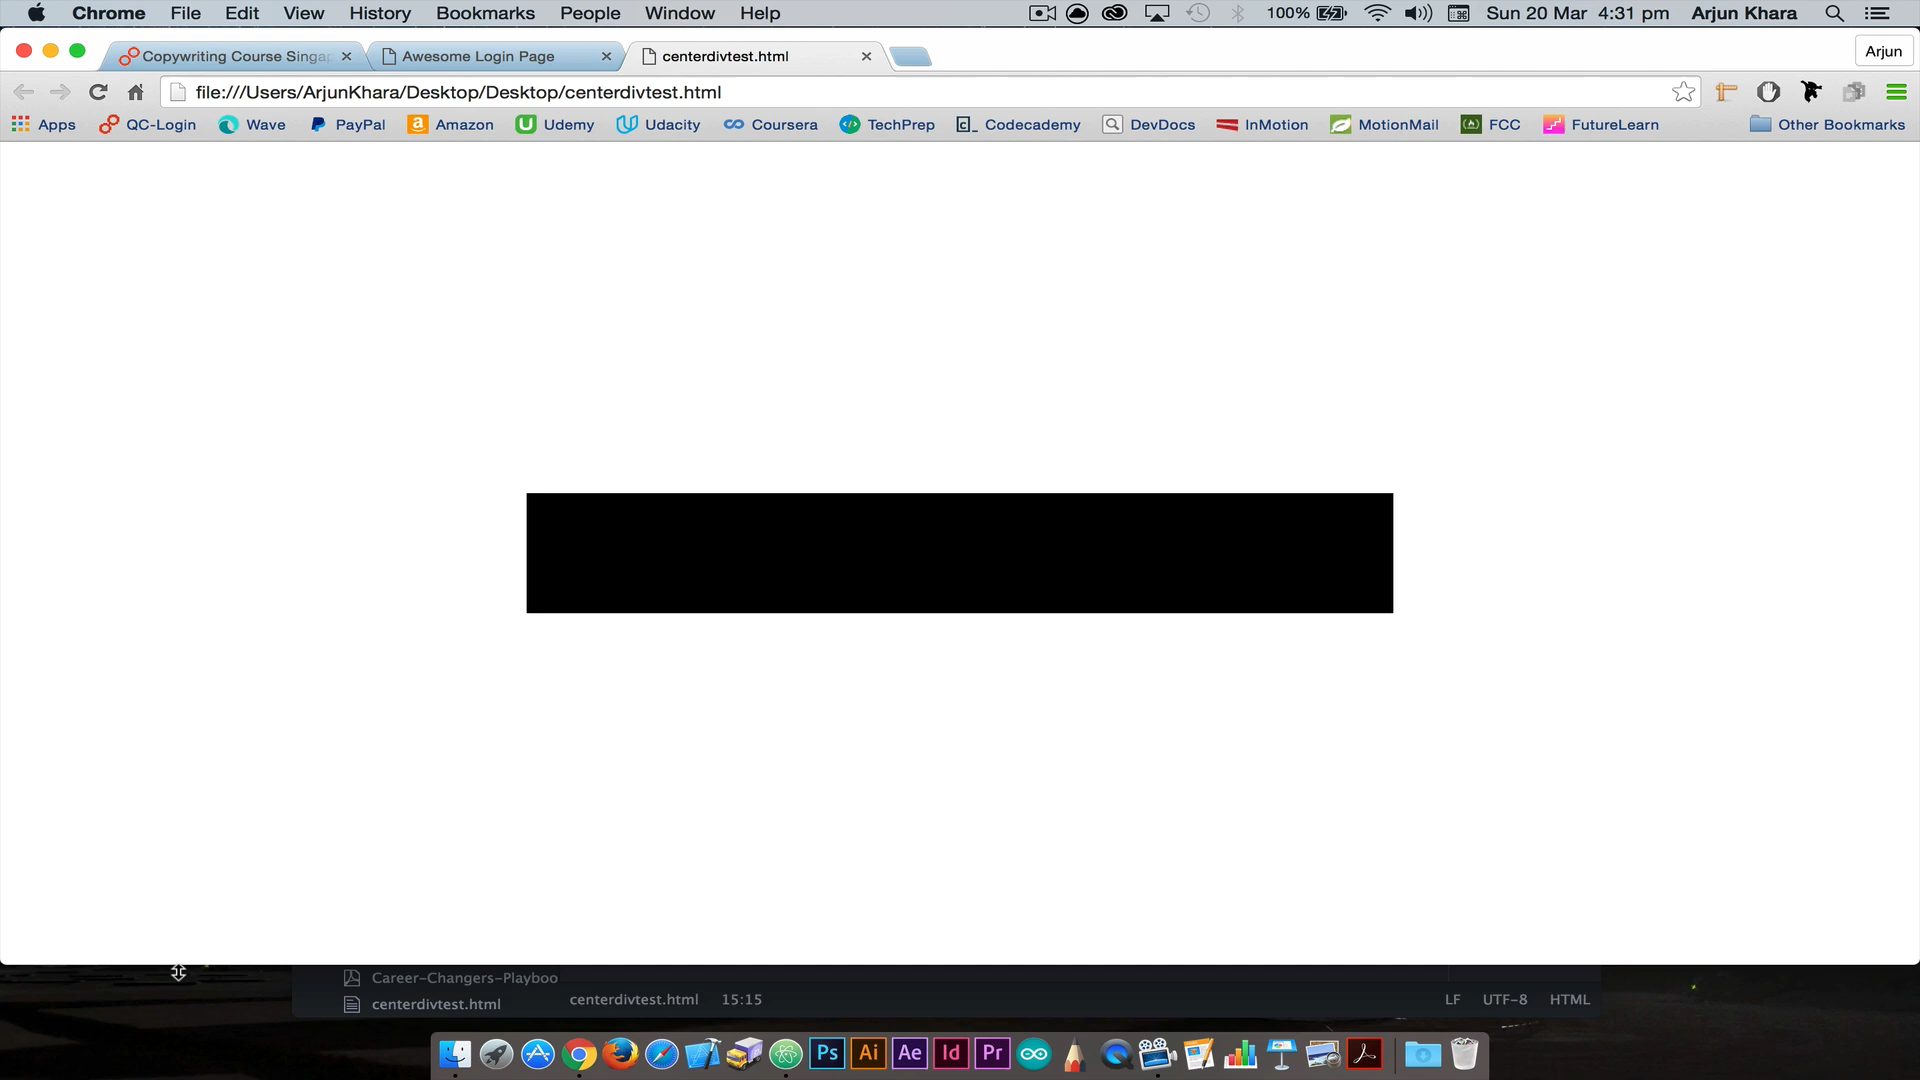 Chrome File Edit View History Bookmarks People Window Help 100% Sun 20 Mar 4:31 pm Arjun Khara
Copywriting Course Singa Awesome Login Page centerdivtest.html Arjun
file:///Users/ArjunKhara/Desktop/Desktop/centerdivtest.html
Apps QC-Login Wave PayPal Amazon Udemy Udacity Coursera TechPrep Codecademy DevDocs InMotion MotionMail FCC FutureLearn Other Bookmarks
Career-Changers-Playboo
centerdivtest.html centerdivtest.html 15:15 LF UTF-8 HTML
Ps Ai Ae Id Pr